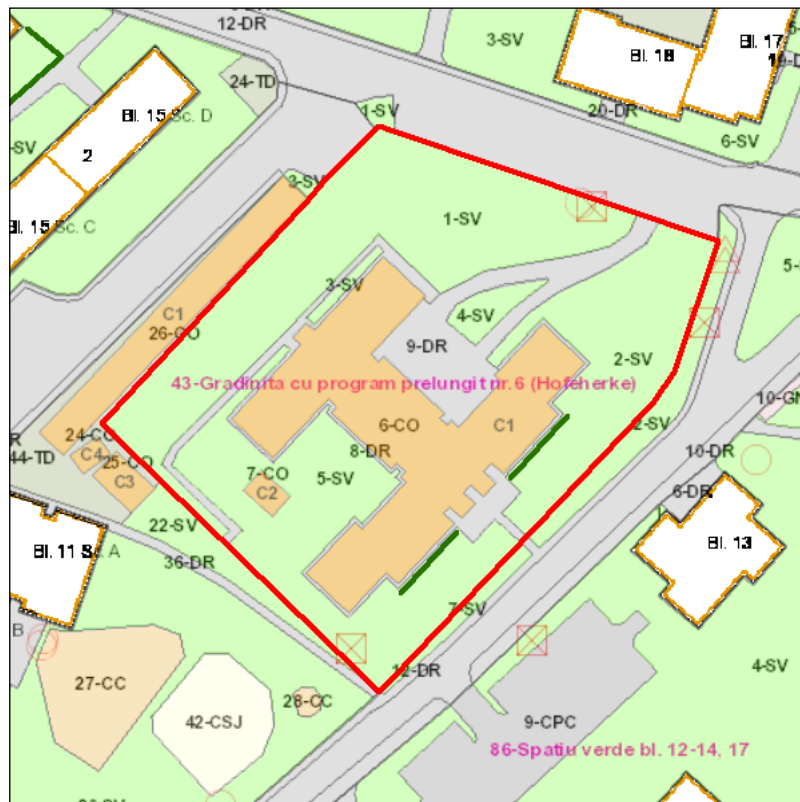 12-DR
3-SV
Bl. 17
Bl. 18
24-TD
1-SV
20-DR
Bl. 15 Sc. D
6-SV
-SV
2
3-SV
1-SV
Bl. 15 Sc. C
3-SV
4-SV
C1
26-CO
9-DR
2-SV
43-Gradinita cu program prelungit nr.6 (Hofeherke)
6-CO
C1
2-SV
24-CO
44-TD
C4
25-CO
C3
8-DR
7-CO
5-SV
C2
10-DR
6-DR
22-SV
Bl. 11 Sc. A
36-DR
Bl. 13
7-SV
B
12-DR
4-SV
27-CC
28-CC
42-CSJ
9-CPC
86-Spatiu verde bl. 12-14, 17